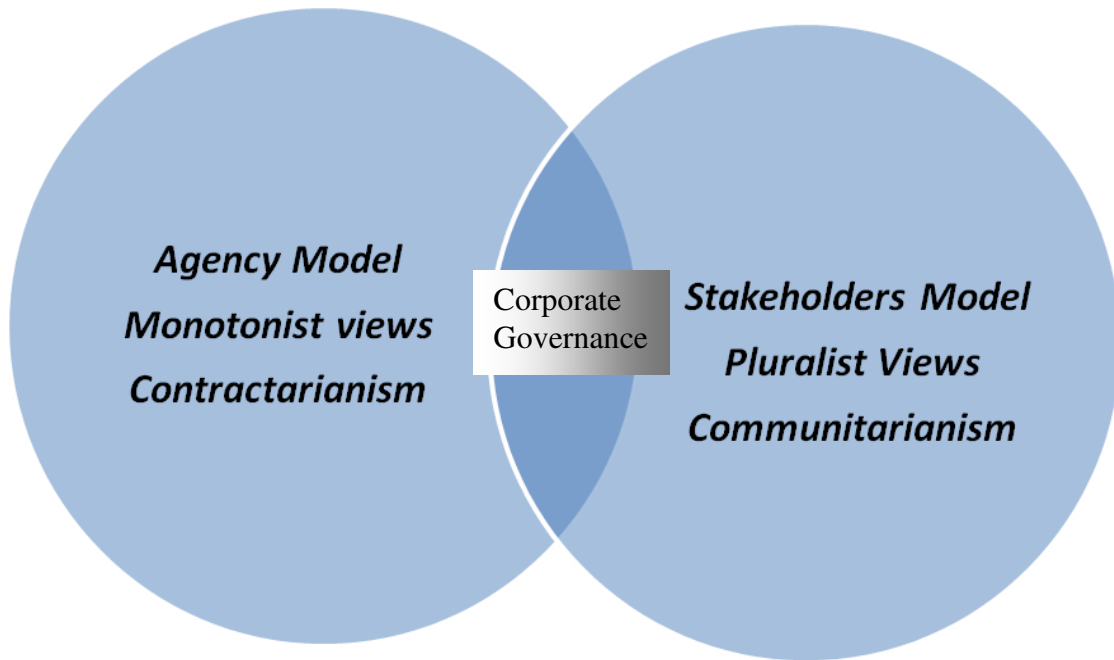 Agency Model
Monotonist views
Contractarianism
Corporate
Governance
Stakeholders Model
Pluralist Views
Communitarianism